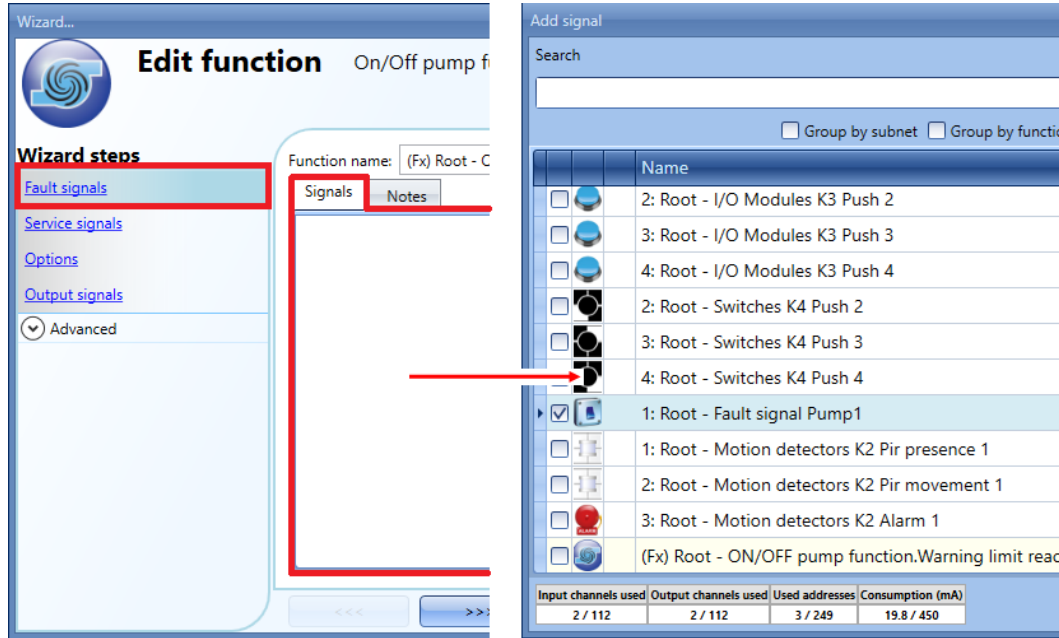 Wizard...
Edit function On/Off pump f
Wizard steps
Fault signals
Service signals
Options
Output signals
Advanced
Function name: (Fx) Root - C
Signals Notes
<<< >>>
Add signal
Search
Group by subnet Group by functi
Name
2: Root - I/O Modules K3 Push 2
3: Root - I/O Modules K3 Push 3
4: Root - I/O Modules K3 Push 4
2: Root - Switches K4 Push 2
3: Root - Switches K4 Push 3
4: Root - Switches K4 Push 4
1: Root - Fault signal Pump1
1: Root - Motion detectors K2 Pir presence 1
2: Root - Motion detectors K2 Pir movement 1
3: Root - Motion detectors K2 Alarm 1
ALARM
(Fx) Root - ON/OFF pump function.Warning limit reac
Input channels used Output channels used Used addresses Consumption (mA)
2 / 112 2 / 112 3 / 249 19.8 / 450